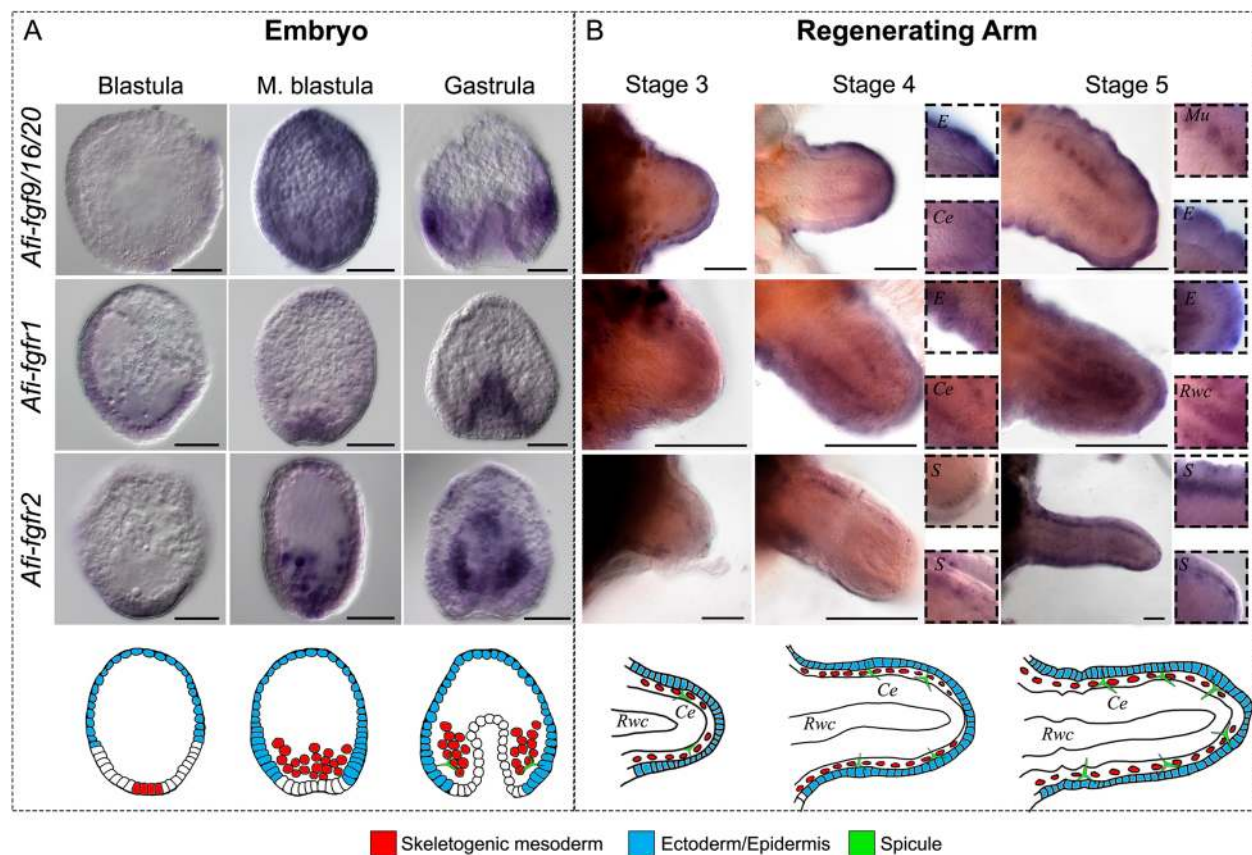 A Embryo
Blastula M. blastula Gastrula
Afi-fgf9/16/20
Afi-fgfr1
Afi-fgfr2
B Regenerating Arm
Stage 3 Stage 4 Stage 5
E
Mu
Ce
E
E
E
Ce
Rwc
S
S
S
S
Rwc Ce
Ce
Rwc
Ce
Rwc
Skeletogenic mesoderm Ectoderm/Epidermis Spicule